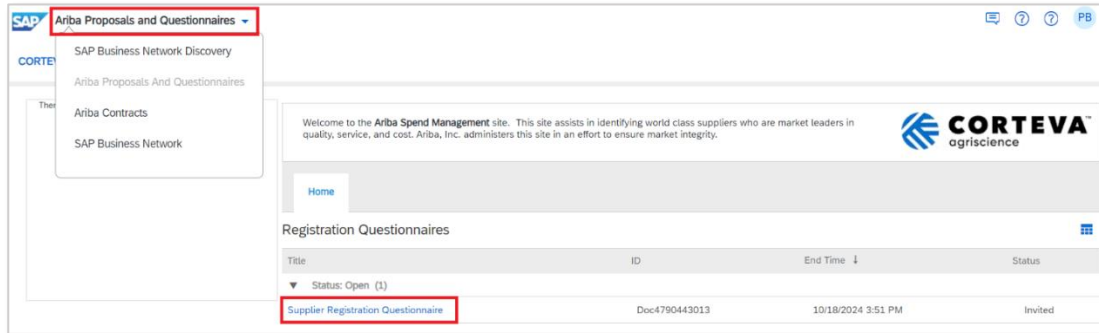 SAP Ariba Proposals and Questionnaires
PB
SAP Business Network Discovery
Ariba Proposals And Questionnaires
Ariba Contracts
SAP Business Network
Welcome to the Ariba Spend Management site. This site assists in identifying world class suppliers who are market leaders in
quality, service, and cost. Ariba, Inc. administers this site in an effort to ensure market integrity.
CORTEVA™
agriscience
Home
Registration Questionnaires
Title ID End Time ↓ Status
▼ Status: Open (1)
Supplier Registration Questionnaire Doc4790443013 10/18/2024 3:51 PM Invited